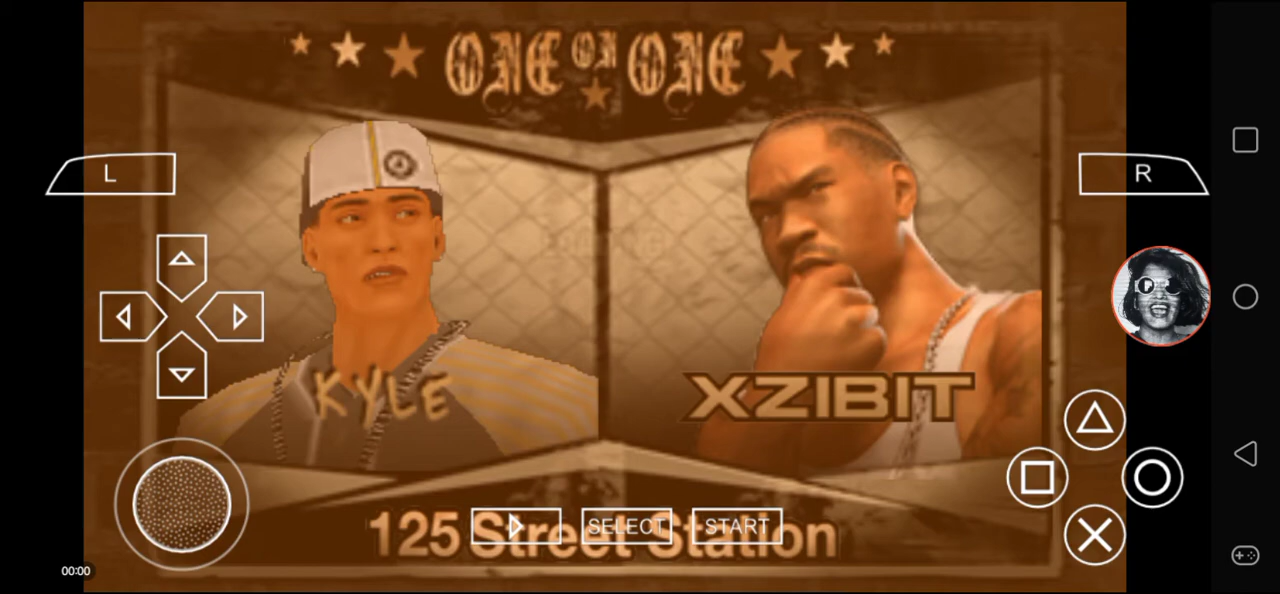 ONE ON ONE
L
R
KYLE
XZIBIT
125 Street Station
SELECT
START
00:00